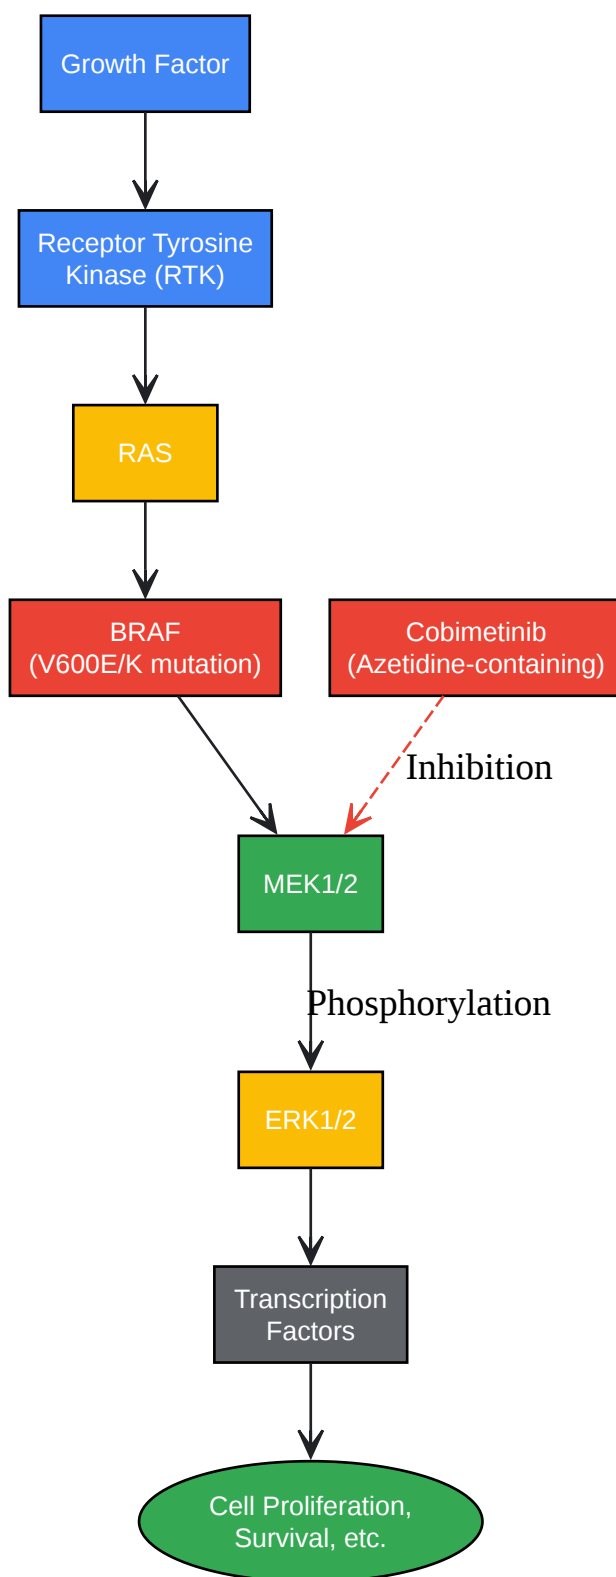 Growth Factor
Receptor Tyrosine
Kinase (RTK)
RAS
BRAF
(V600E/K mutation)
Cobimetinib
(Azetidine-containing)
Inhibition
MEK1/2
Phosphorylation
ERK1/2
Transcription
Factors
Cell Proliferation,
Survival, etc.